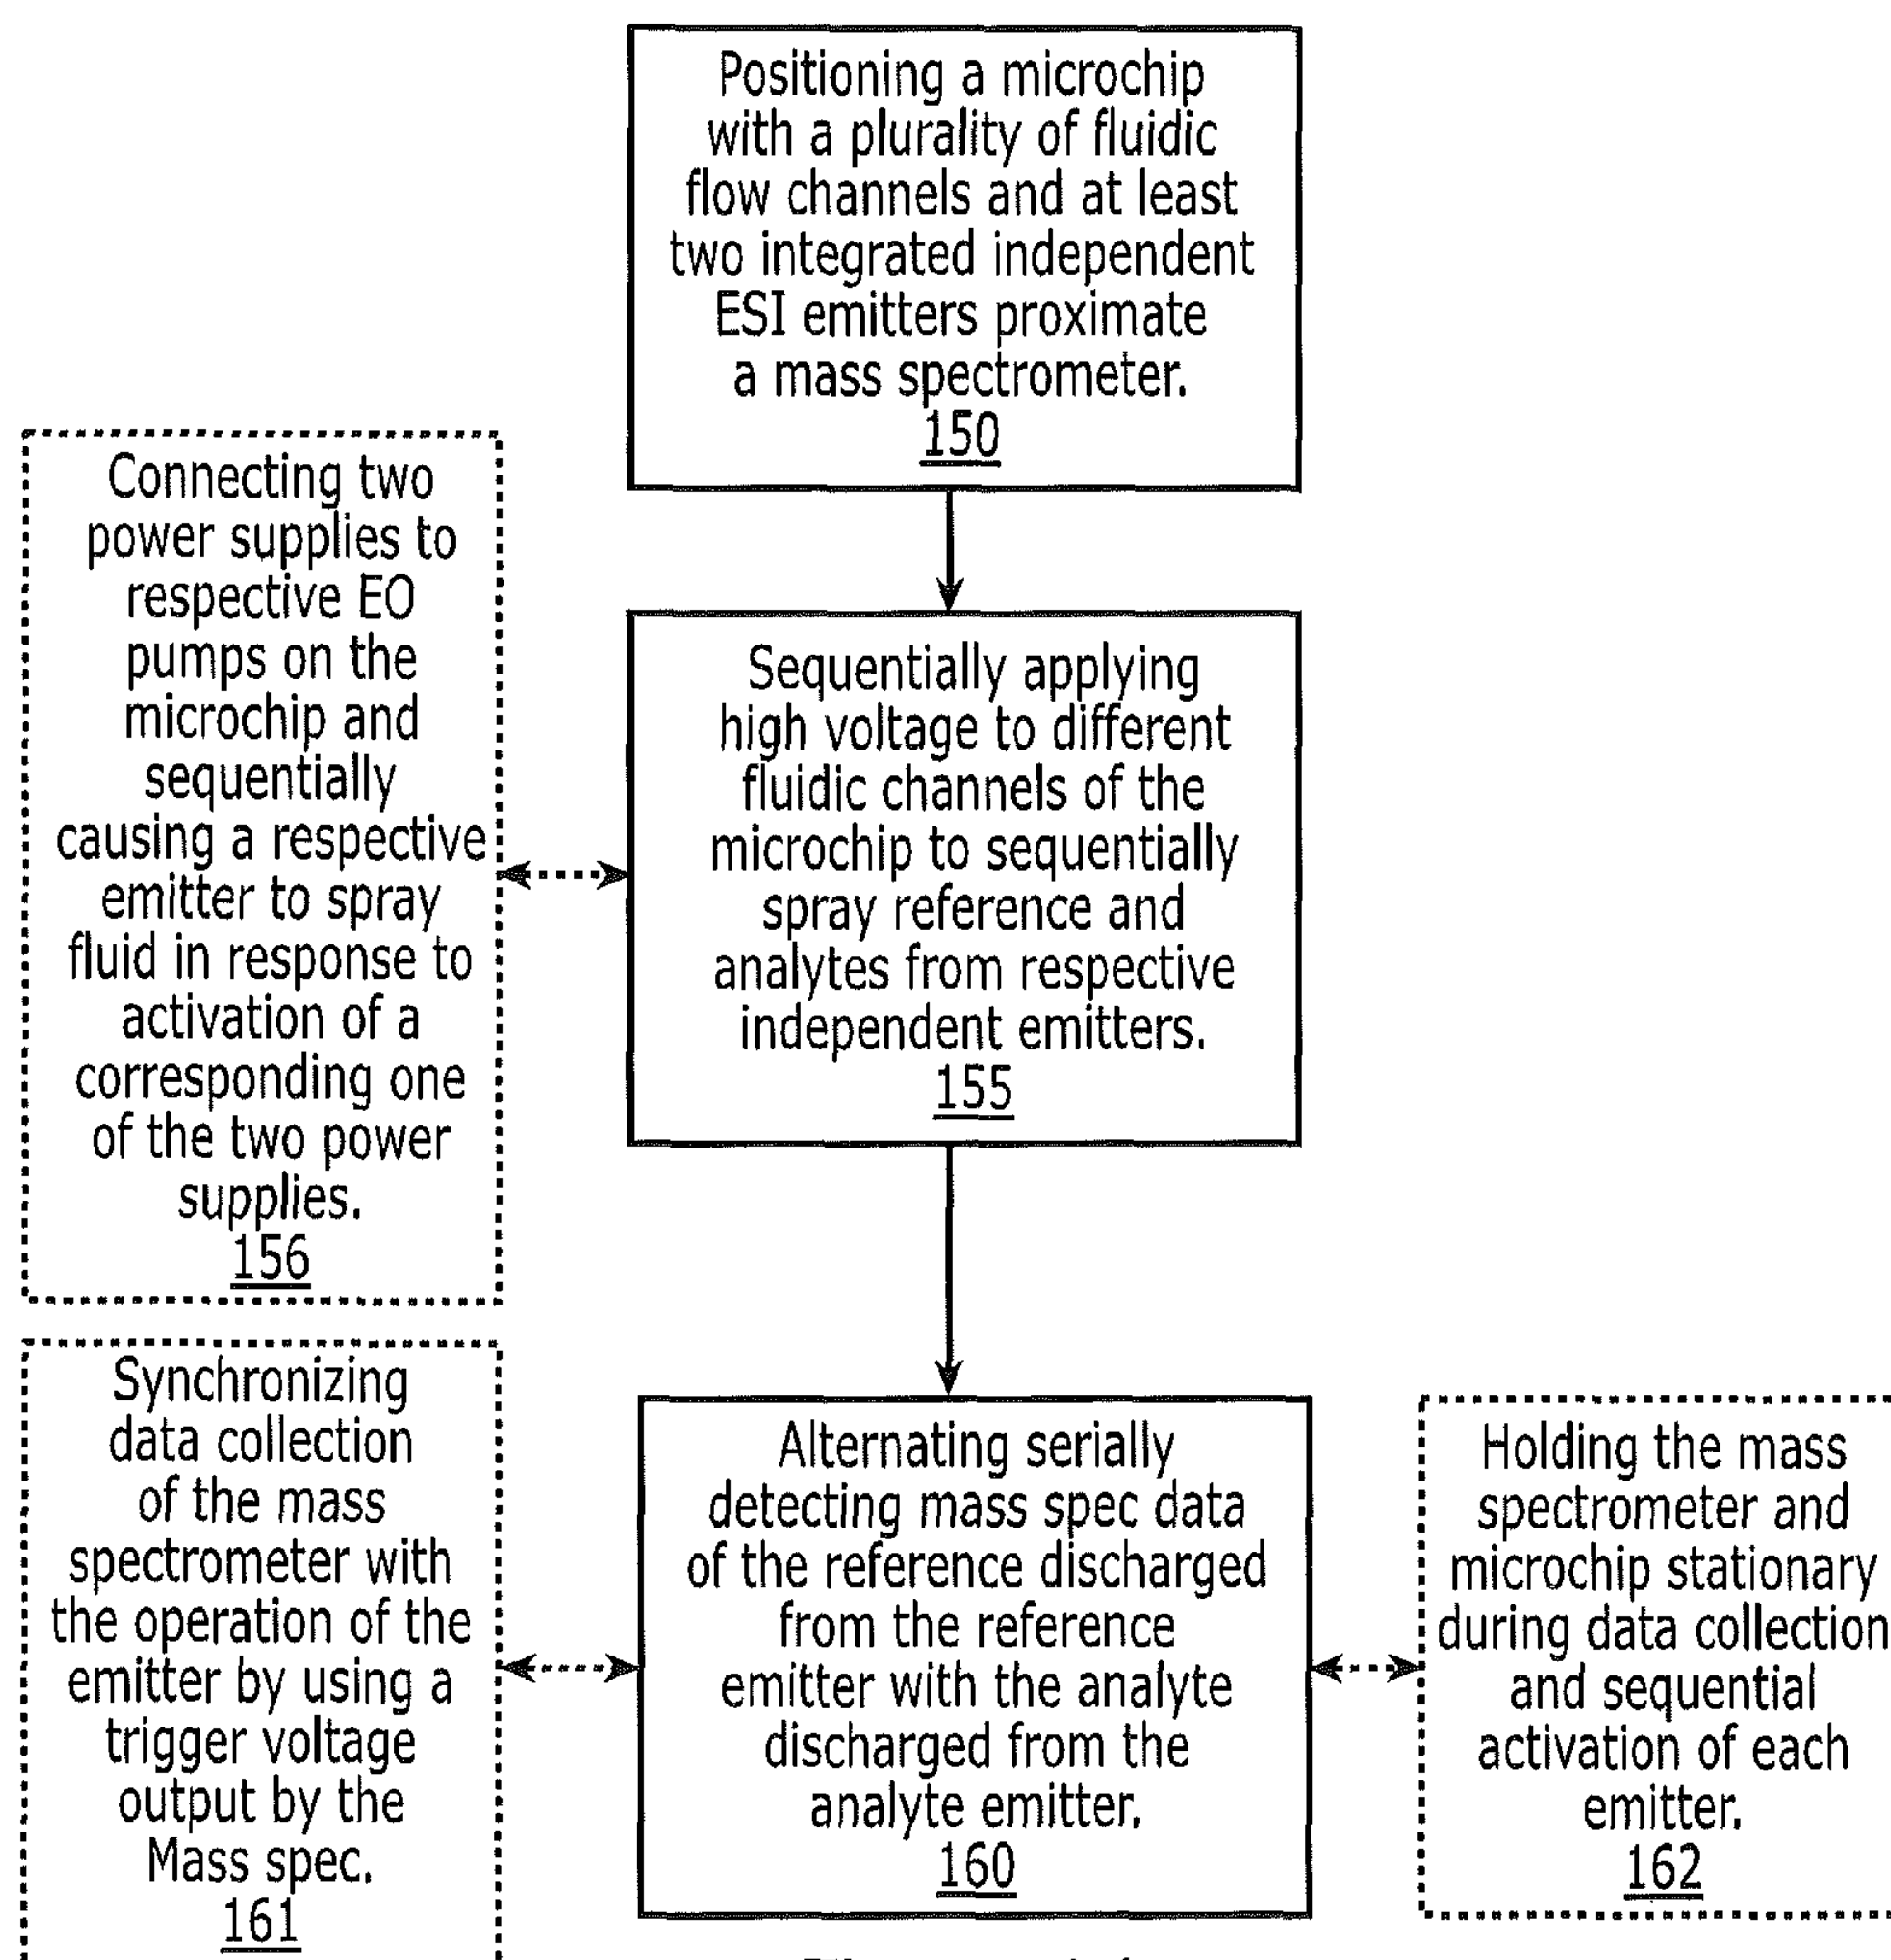 Positioning a microchip
with a plurality of fluidic
flow channels and at least
two integrated independent
ESI emitters proximate
a mass spectrometer.
150
Connecting two
power supplies to
respective EO
pumps on the
microchip and
sequentially
causing a respective
emitter to spray
fluid in response to
activation of a
corresponding one
of the two power
supplies.
156
Sequentially applying
high voltage to different
fluidic channels of the
microchip to sequentially
spray reference and
analytes from respective
independent emitters.
155
Synchronizing
data collection
of the mass
spectrometer with
the operation of the
emitter by using a
trigger voltage
output by the
Mass spec.
161
Alternating serially
detecting mass spec data
of the reference discharged
from the reference
emitter with the analyte
discharged from the
analyte emitter.
160
Holding the mass
spectrometer and
microchip stationary
during data collection
and sequential
activation of each
emitter.
162